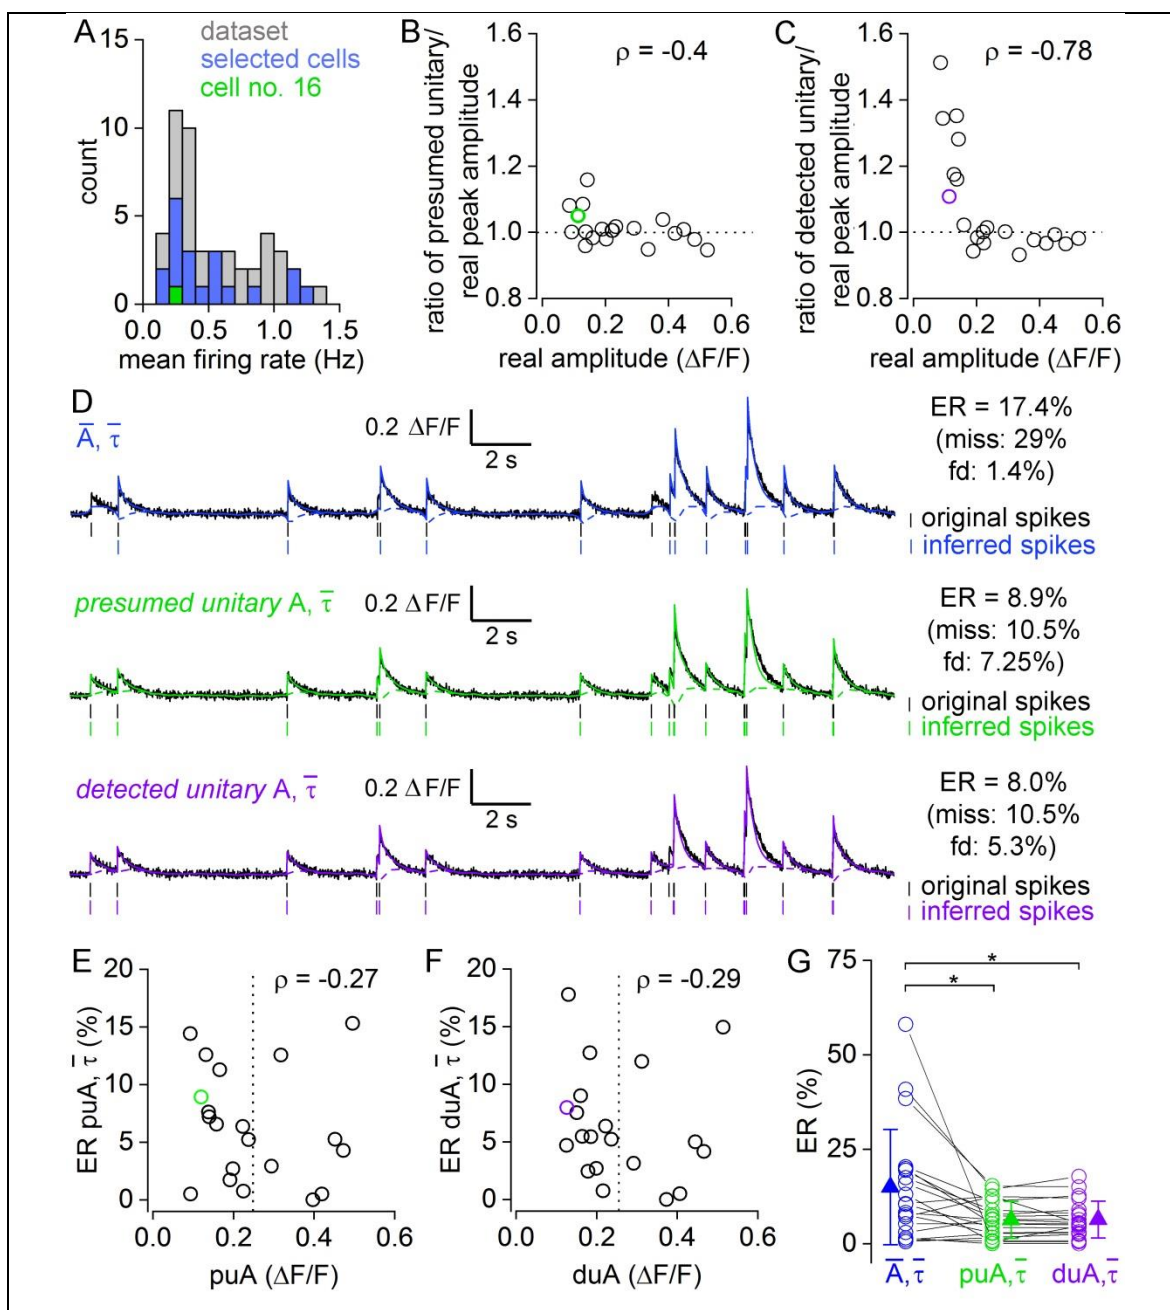 A
15
10
5
0
count
dataset
selected cells
cell no. 16
0.0 0.5 1.0 1.5
mean firing rate (Hz)
B
1.6
1.4
1.2
1.0
0.8
ratio of presumed unitary/
real peak amplitude
ρ = -0.4
0.0 0.2 0.4 0.6
real amplitude (ΔF/F)
C
1.6
1.4
1.2
1.0
0.8
ratio of detected unitary/
real peak amplitude
ρ = -0.78
0.0 0.2 0.4 0.6
real amplitude (ΔF/F)
D
A̅, τ̅
0.2 ΔF/F
2 s
ER = 17.4%
(miss: 29%
fd: 1.4%)
original spikes
inferred spikes
presumed unitary A, τ̅
0.2 ΔF/F
2 s
ER = 8.9%
(miss: 10.5%
fd: 7.25%)
original spikes
inferred spikes
detected unitary A, τ̅
0.2 ΔF/F
2 s
ER = 8.0%
(miss: 10.5%
fd: 5.3%)
original spikes
inferred spikes
E
20
15
10
5
0
ER puA, τ̅ (%)
ρ = -0.27
0.0 0.2 0.4 0.6
puA (ΔF/F)
F
20
15
10
5
0
ER duA, τ̅ (%)
ρ = -0.29
0.0 0.2 0.4 0.6
duA (ΔF/F)
G
75
50
25
0
ER (%)
*
*
A̅, τ̅ puA, τ̅ duA, τ̅